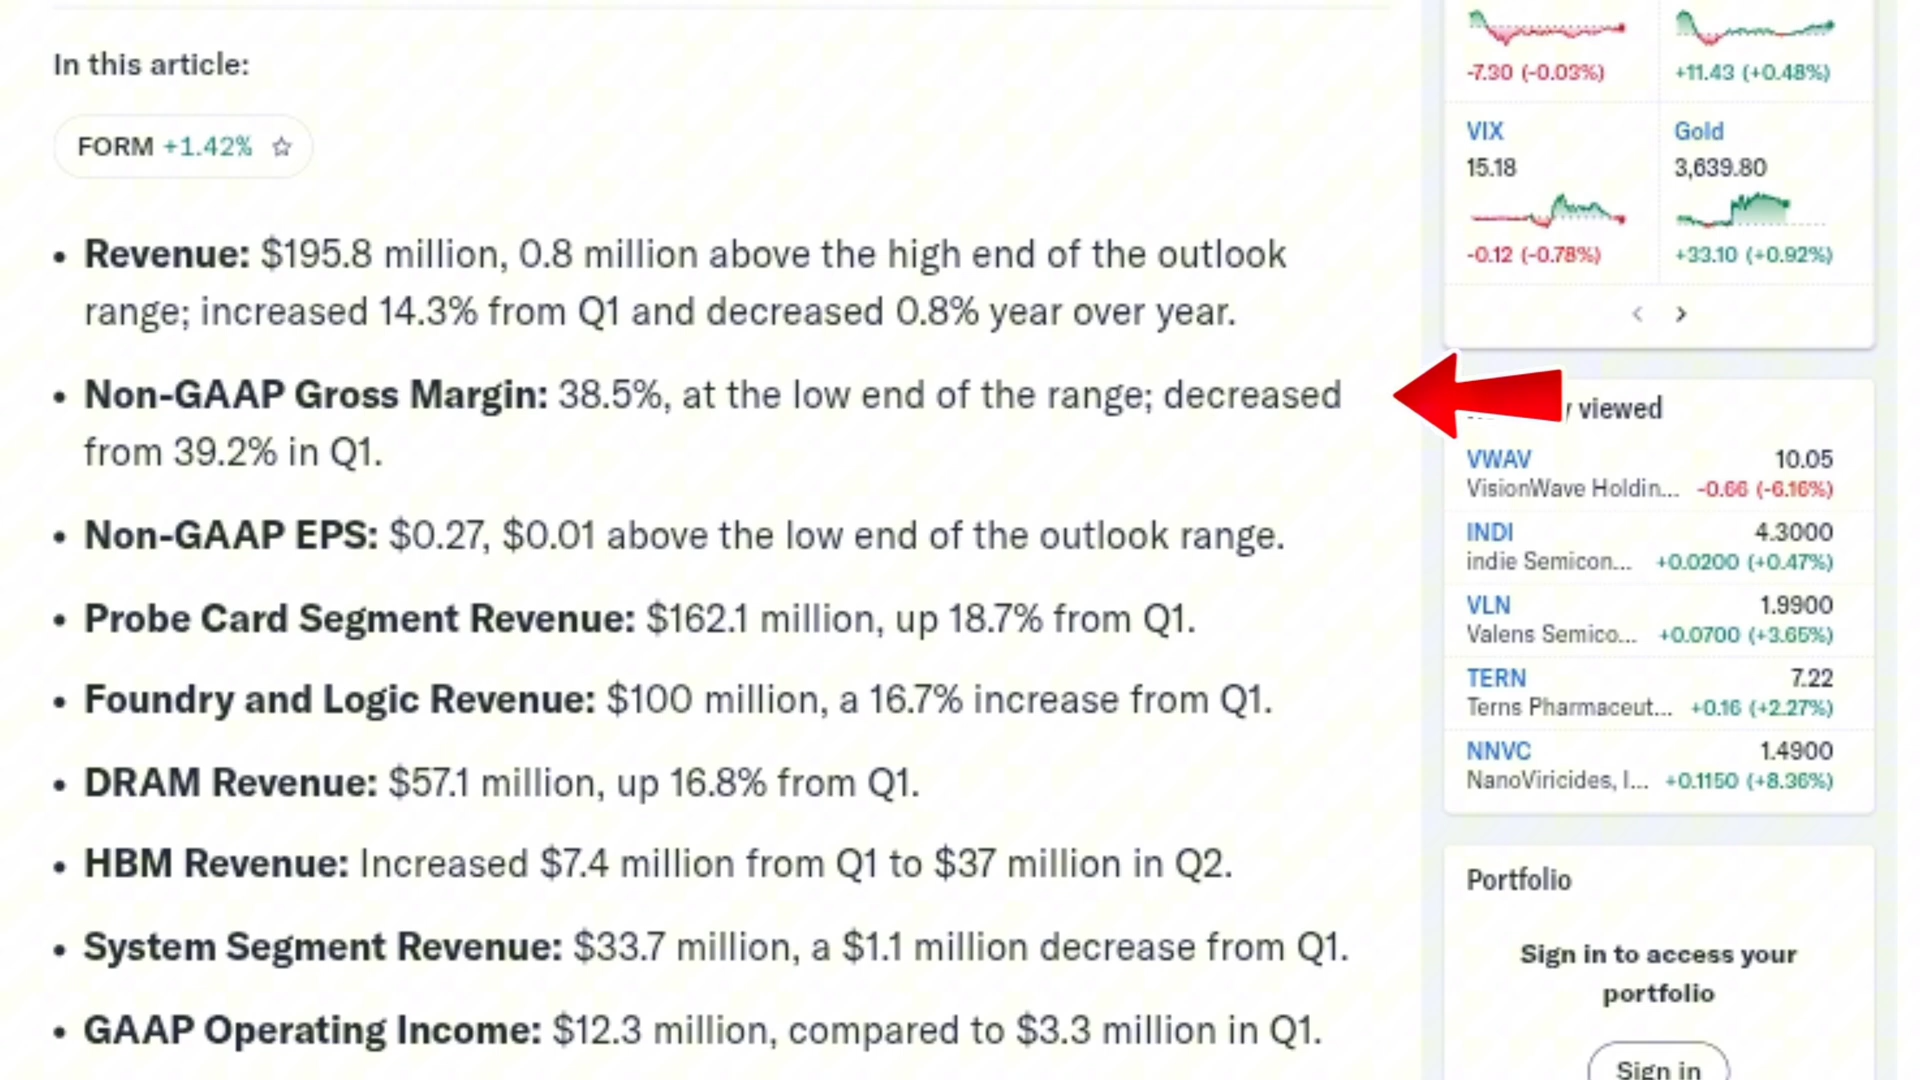 In this article:
FORM +1.42% ☆
• Revenue: $195.8 million, 0.8 million above the high end of the outlook
range; increased 14.3% from Q1 and decreased 0.8% year over year.
• Non-GAAP Gross Margin: 38.5%, at the low end of the range; decreased
from 39.2% in Q1.
• Non-GAAP EPS: $0.27, $0.01 above the low end of the outlook range.
• Probe Card Segment Revenue: $162.1 million, up 18.7% from Q1.
• Foundry and Logic Revenue: $100 million, a 16.7% increase from Q1.
• DRAM Revenue: $57.1 million, up 16.8% from Q1.
• HBM Revenue: Increased $7.4 million from Q1 to $37 million in Q2.
• System Segment Revenue: $33.7 million, a $1.1 million decrease from Q1.
• GAAP Operating Income: $12.3 million, compared to $3.3 million in Q1.
-7.30 (-0.03%)
+11.43 (+0.48%)
VIX
15.18
-0.12 (-0.78%)
Gold
3,639.80
+33.10 (+0.92%)
viewed
VWAV 10.05
VisionWave Holdin... -0.66 (-6.16%)
INDI 4.3000
indie Semicon... +0.0200 (+0.47%)
VLN 1.9900
Valens Semico... +0.0700 (+3.65%)
TERN 7.22
Terns Pharmaceut... +0.16 (+2.27%)
NNVC 1.4900
NanoViricides, I... +0.1150 (+8.36%)
Portfolio
Sign in to access your
portfolio
Sign in